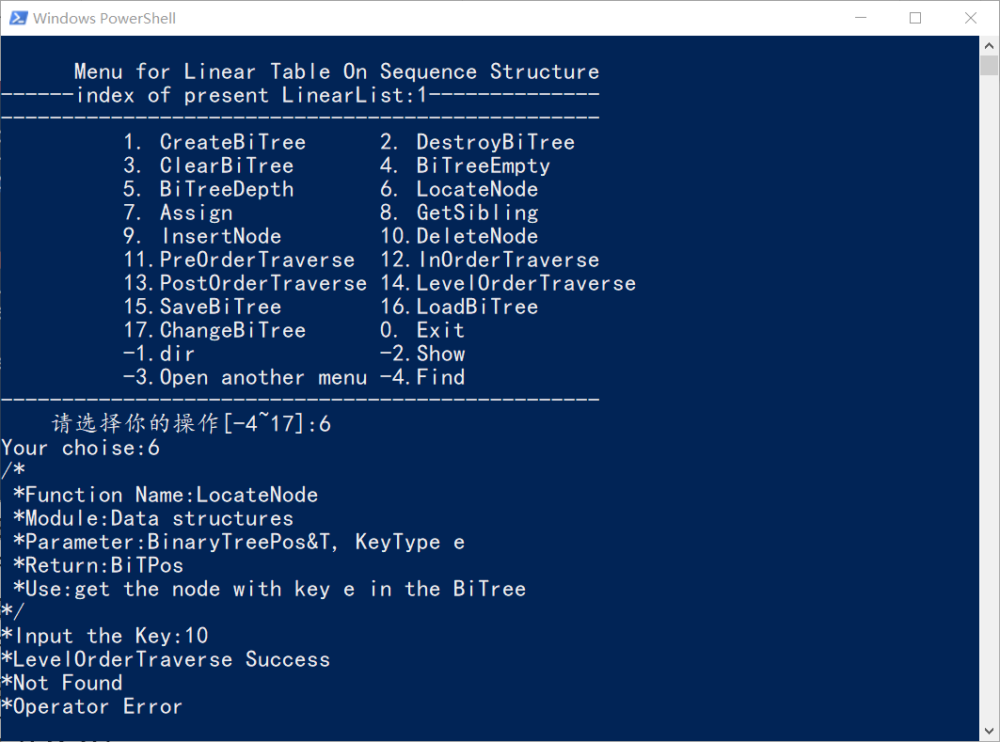 Windows PowerShell
Menu for Linear Table On Sequence Structure
------index of present LinearList:1--------------
-------------------------------------------------
1. CreateBiTree 2. DestroyBiTree
3. ClearBiTree 4. BiTreeEmpty
5. BiTreeDepth 6. LocateNode
7. Assign 8. GetSibling
9. InsertNode 10.DeleteNode
11.PreOrderTraverse 12.InOrderTraverse
13.PostOrderTraverse 14.LevelOrderTraverse
15.SaveBiTree 16.LoadBiTree
17.ChangeBiTree 0. Exit
-1.dir -2.Show
-3.Open another menu -4.Find
-------------------------------------------------
请选择你的操作[-4~17]:6
Your choise:6
/*
*Function Name:LocateNode
*Module:Data structures
*Parameter:BinaryTreePos&T, KeyType e
*Return:BiTPos
*Use:get the node with key e in the BiTree
*/
*Input the Key:10
*LevelOrderTraverse Success
*Not Found
*Operator Error